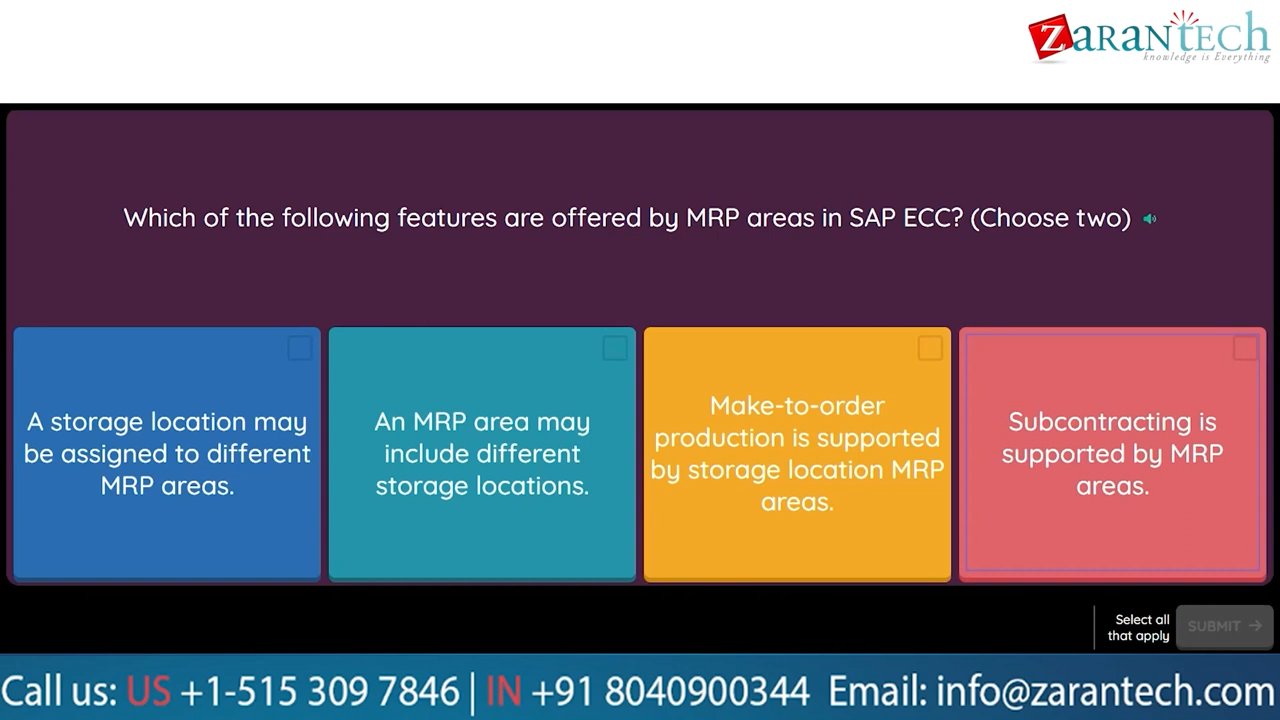 ZARANTECH
knowledge is Everything
Which of the following features are offered by MRP areas in SAP ECC? (Choose two)
A storage location may
be assigned to different
MRP areas.
An MRP area may
include different
storage locations.
Make-to-order
production is supported
by storage location MRP
areas.
Subcontracting is
supported by MRP
areas.
Select all
that apply
SUBMIT →
Call us: US +1-515 309 7846 | IN +91 8040900344 Email: info@zarantech.com